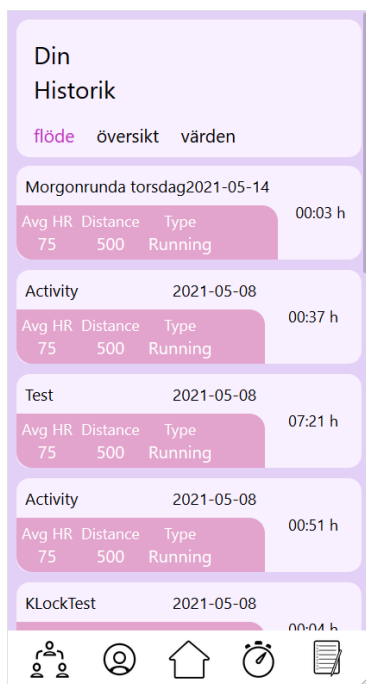 Din
Historik
flöde översikt värden
Morgonrunda torsdag2021-05-14
00:03 h
Avg HR Distance Type
75 500 Running
Activity 2021-05-08
00:37 h
Avg HR Distance Type
75 500 Running
Test 2021-05-08
07:21 h
Avg HR Distance Type
75 500 Running
Activity 2021-05-08
00:51 h
Avg HR Distance Type
75 500 Running
KLockTest 2021-05-08
00:04 h